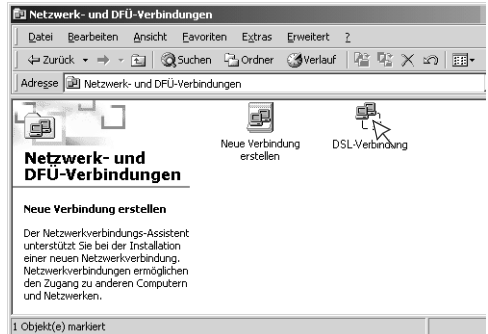 Netzwerk- und DFÜ-Verbindungen
Datei Bearbeiten Ansicht Favoriten Extras Erweitert ?
Zurück Suchen Ordner Verlauf
Adresse Netzwerk- und DFÜ-Verbindungen
Netzwerk- und
DFÜ-Verbindungen
Neue Verbindung erstellen
Der Netzwerkverbindungs-Assistent
unterstützt Sie bei der Installation
einer neuen Netzwerkverbindung.
Netzwerkverbindungen ermöglichen
den Zugang zu anderen Computern
und Netzwerken.
Neue Verbindung
erstellen
DSL-Verbindung
1 Objekt(e) markiert